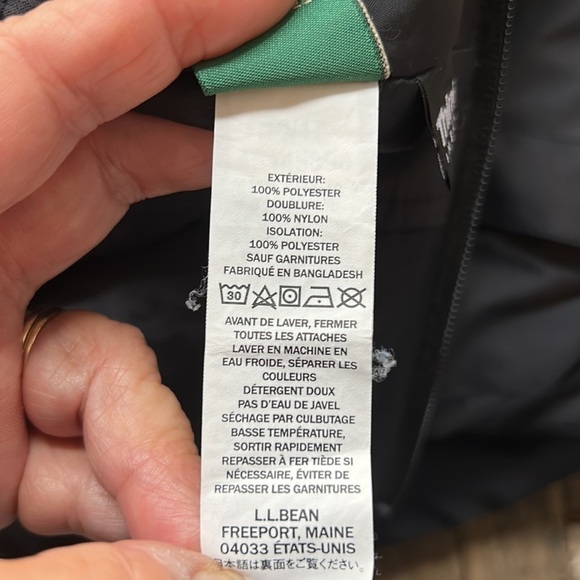 EXTÉRIEUR:
100% POLYESTER
DOUBLURE:
100% NYLON
ISOLATION:
100% POLYESTER
SAUF GARNITURES
FABRIQUÉ EN BANGLADESH
30
AVANT DE LAVER, FERMER
TOUTES LES ATTACHES
LAVER EN MACHINE EN
EAU FROIDE, SÉPARER LES
COULEURS
DÉTERGENT DOUX
PAS D'EAU DE JAVEL
SÉCHAGE PAR CULBUTAGE
BASSE TEMPÉRATURE,
SORTIR RAPIDEMENT
REPASSER À FER TIÈDE SI
NÉCESSAIRE, ÉVITER DE
REPASSER LES GARNITURES
L.L.BEAN
FREEPORT, MAINE
04033 ÉTATS-UNIS
日本語は裏面をご覧ください